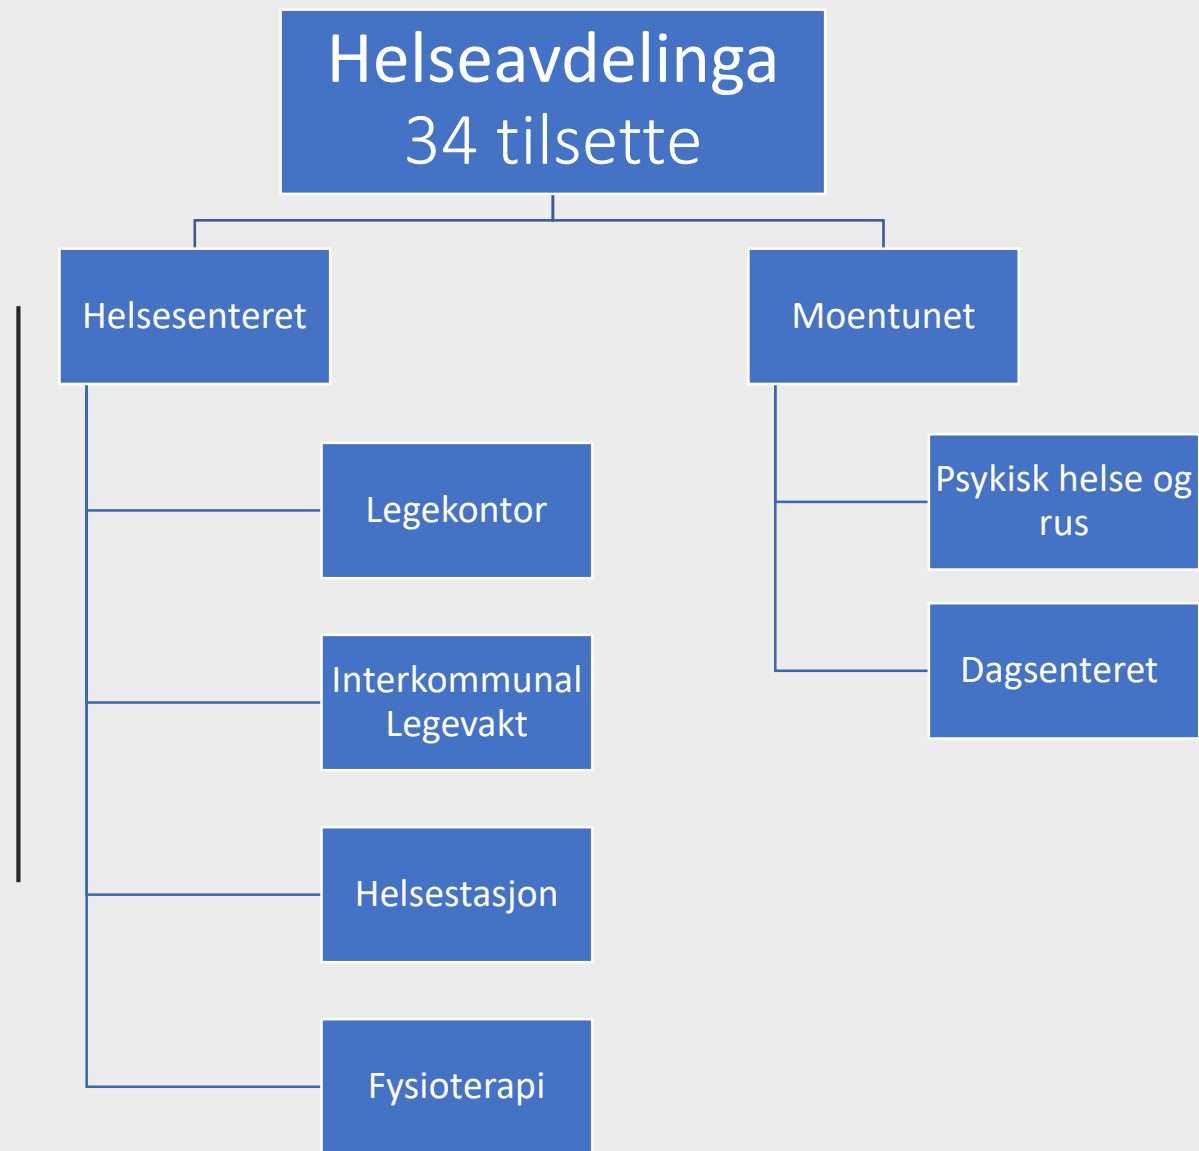 Helseavdelinga
34 tilsette
Helsesenteret
Legekontor
Interkommunal
Legevakt
Helsestasjon
Fysioterapi
Moentunet
Psykisk helse og
rus
Dagsenteret